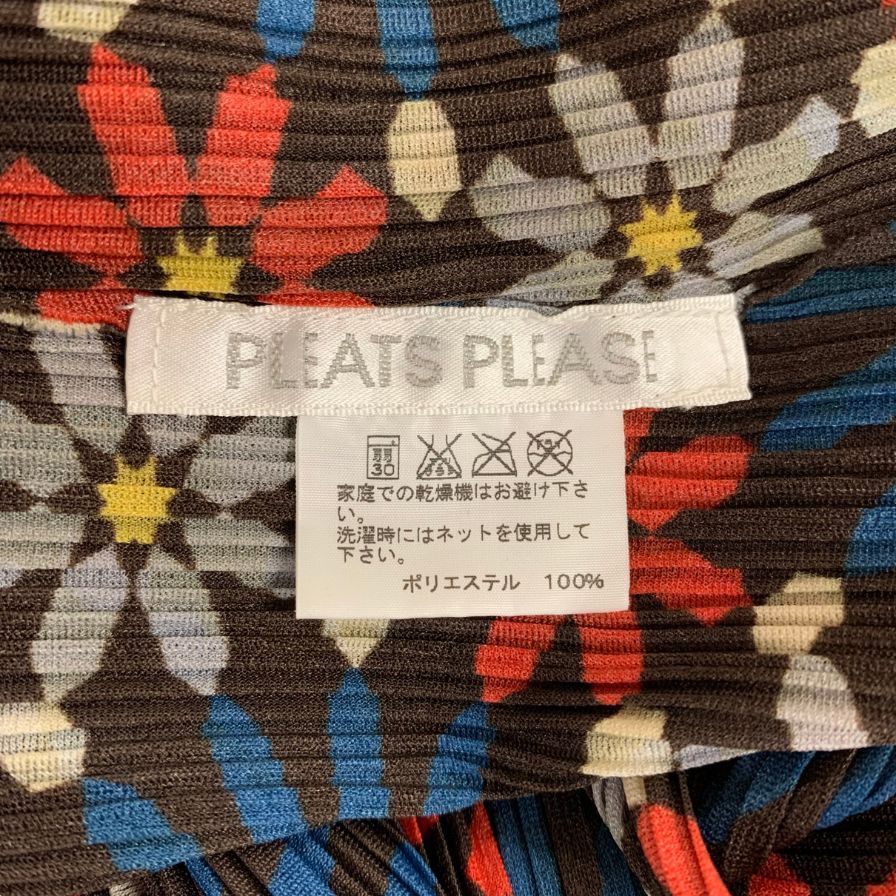 PLEATS PLEASE
弱
30
家庭での乾燥機はお避け下さ
い。
洗濯時にはネットを使用して
下さい。
ポリエステル 100%